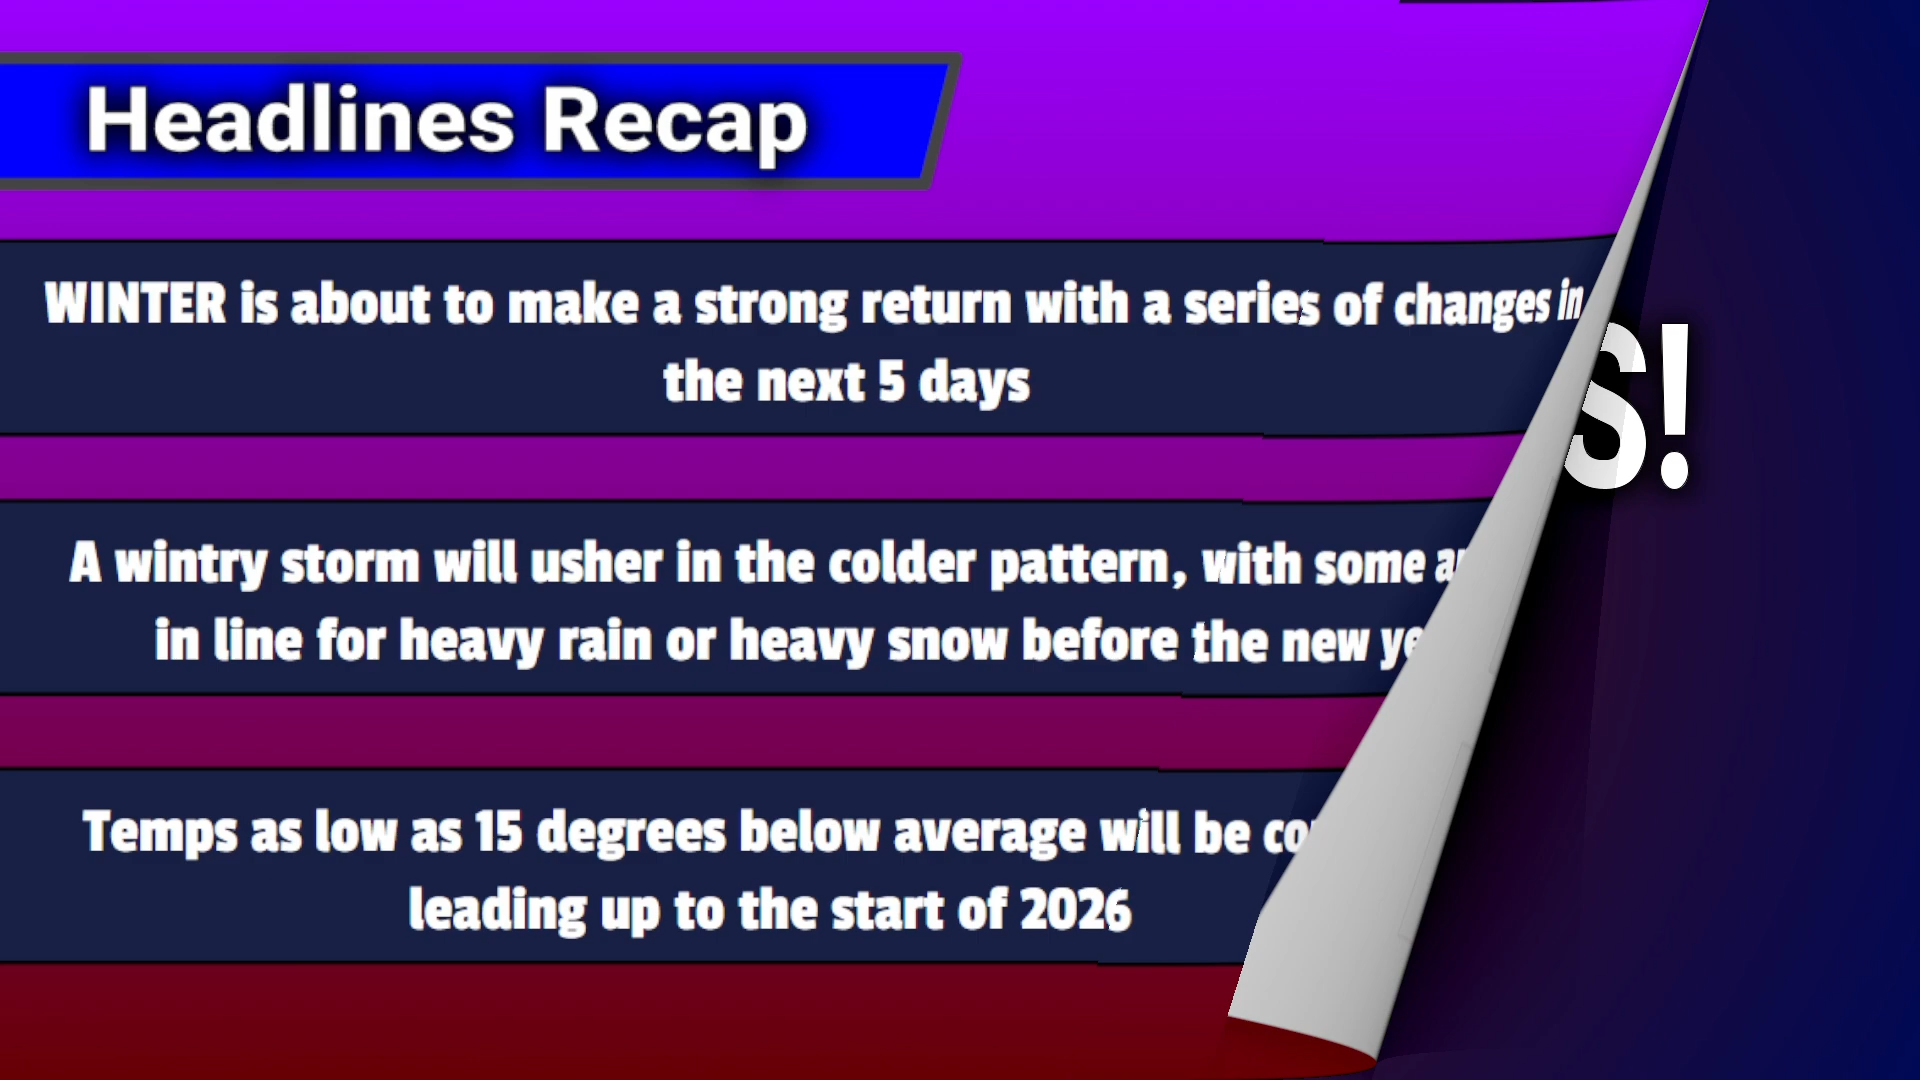 Headlines Recap
WINTER is about to make a strong return with a series of changes in
the next 5 days
A wintry storm will usher in the colder pattern, with some
in line for heavy rain or heavy snow before the new
Temps as low as 15 degrees below average will be
leading up to the start of 2026
S!